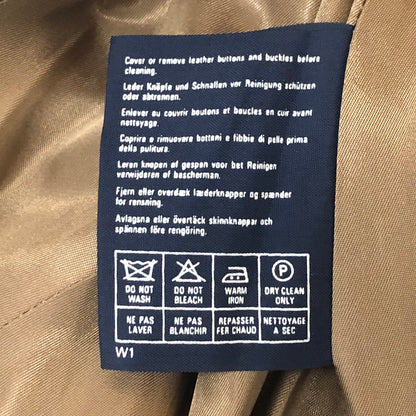 Cover or remove leather buttons and buckles before
cleaning.
Leder Knöpfe und Schnallen vor Reinigung schützen
oder abtrennen.
Enlever ou couvrir boutons et boucles en cuir avant
nettoyage.
Coprire o rimuovere bottoni e fibbie di pelle prima
della pulitura.
Leren knopen of gespen voor het Reinigen
verwijderen of beschermen.
Fjern eller overdæk læderknapper og spænder
for rensning.
Avlagsna eller övertäck skinnknappar och
spännen före rengöring.
P
DO NOT WASH
DO NOT BLEACH
WARM IRON
DRY CLEAN ONLY
NE PAS LAVER
NE PAS BLANCHIR
REPASSER FER CHAUD
NETTOYAGE A SEC
W1